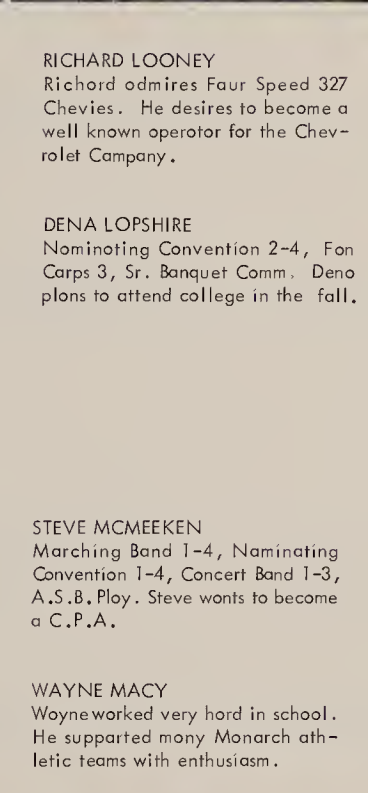 RICHARD LOONEY
Richord odmires Faur Speed 327
Chevies. He desires to become a
well known operotor for the Chev-
rolet Campany.
DENA LOPSHIRE
Nominoting Convention 2-4, Fon
Carps 3, Sr. Banquet Comm, Deno
plons to attend college in the fall.
STEVE MCMEEKEN
Marching Band 1-4, Naminating
Convention 1-4, Concert Band 1-3,
A.S.B. Ploy. Steve wonts to become
a C.P.A.
WAYNE MACY
Woyne worked very hord in school.
He supparted mony Monarch ath-
letic teams with enthusiasm.